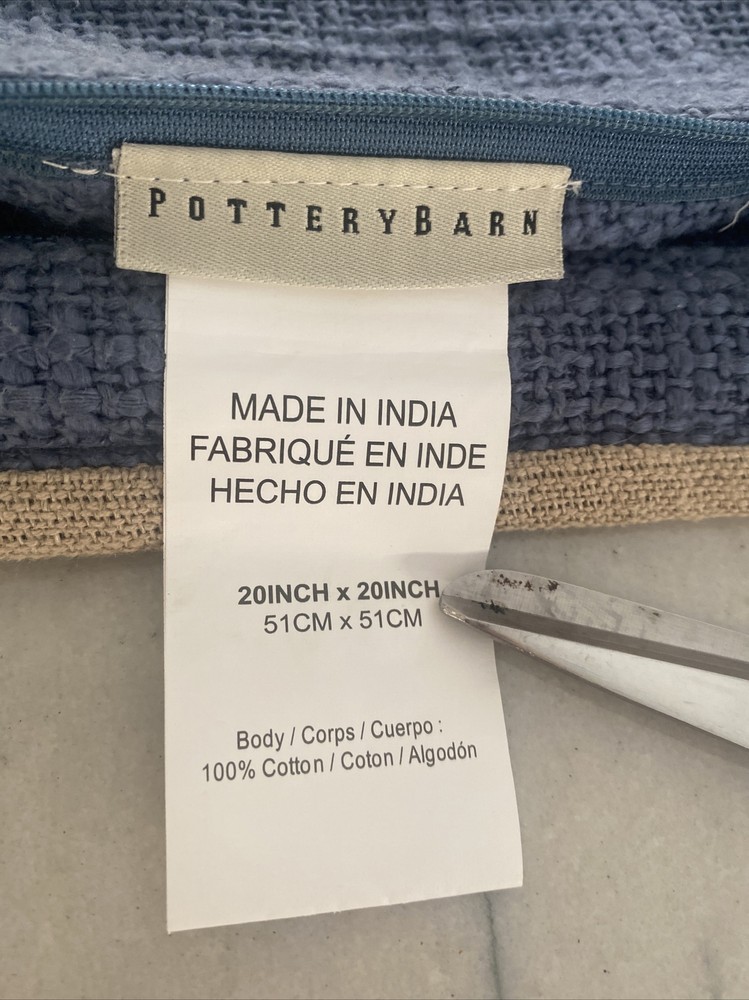 POTTERYBARN
MADE IN INDIA
FABRIQUÉ EN INDE
HECHO EN INDIA
20INCH x 20INCH
51CM x 51CM
Body / Corps / Cuerpo :
100% Cotton / Coton / Algodón